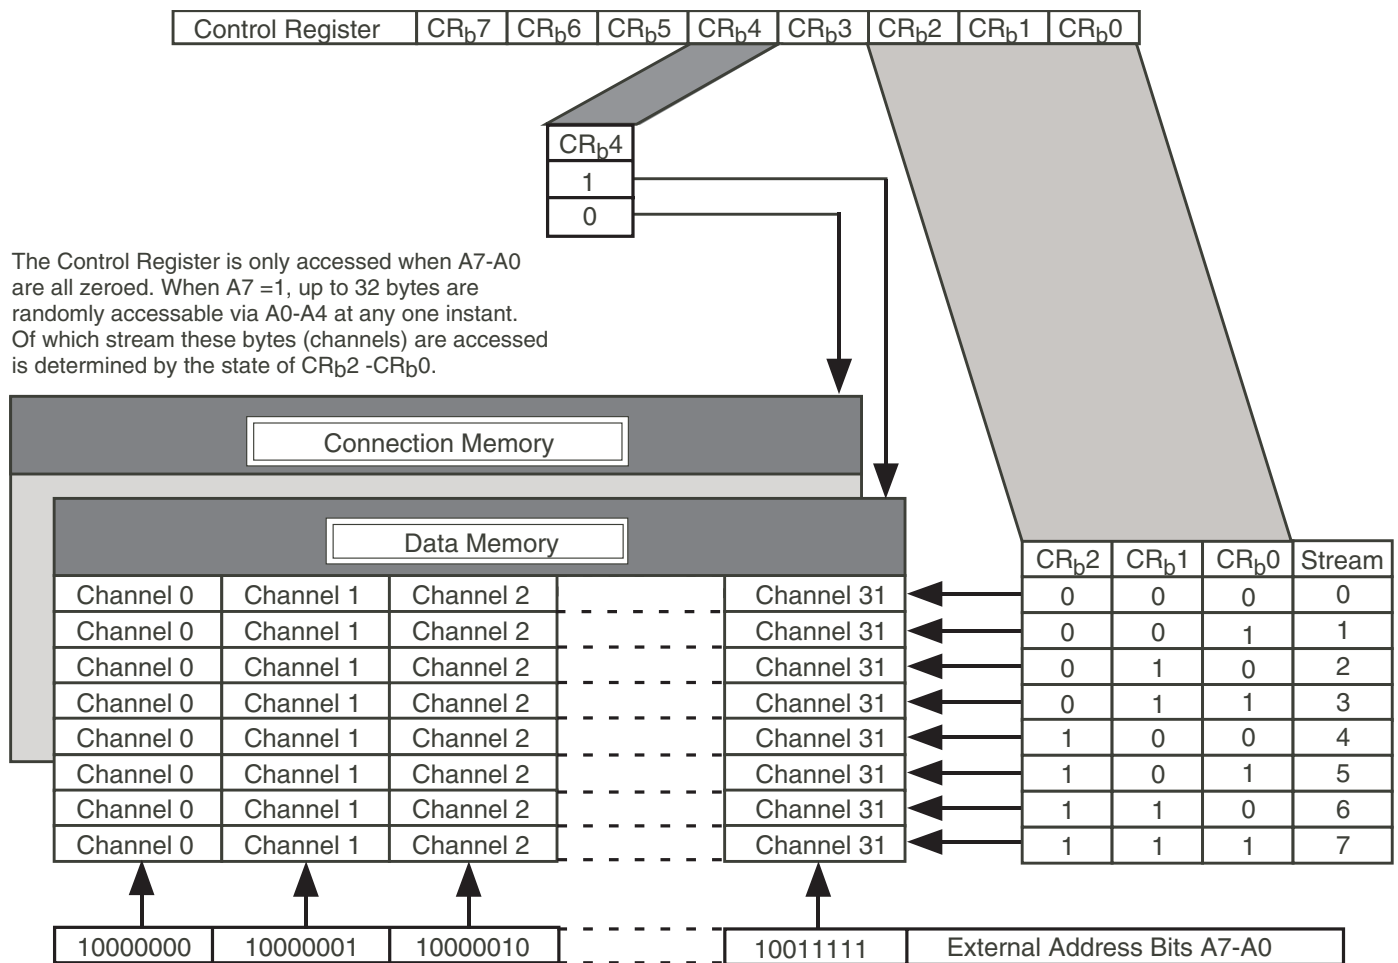 Control Register CRb7 CRb6 CRb5 CRb4 CRb3 CRb2 CRb1 CRb0
CRb4
1
0
The Control Register is only accessed when A7-A0
are all zeroed. When A7 =1, up to 32 bytes are
randomly accessable via A0-A4 at any one instant.
Of which stream these bytes (channels) are accessed
is determined by the state of CRb2 -CRb0.
Connection Memory
Data Memory
CRb2 CRb1 CRb0 Stream
Channel 0 Channel 1 Channel 2 Channel 31 0 0 0 0
Channel 0 Channel 1 Channel 2 Channel 31 0 0 1 1
Channel 0 Channel 1 Channel 2 Channel 31 0 1 0 2
Channel 0 Channel 1 Channel 2 Channel 31 0 1 1 3
Channel 0 Channel 1 Channel 2 Channel 31 1 0 0 4
Channel 0 Channel 1 Channel 2 Channel 31 1 0 1 5
Channel 0 Channel 1 Channel 2 Channel 31 1 1 0 6
Channel 0 Channel 1 Channel 2 Channel 31 1 1 1 7
10000000 10000001 10000010 10011111 External Address Bits A7-A0